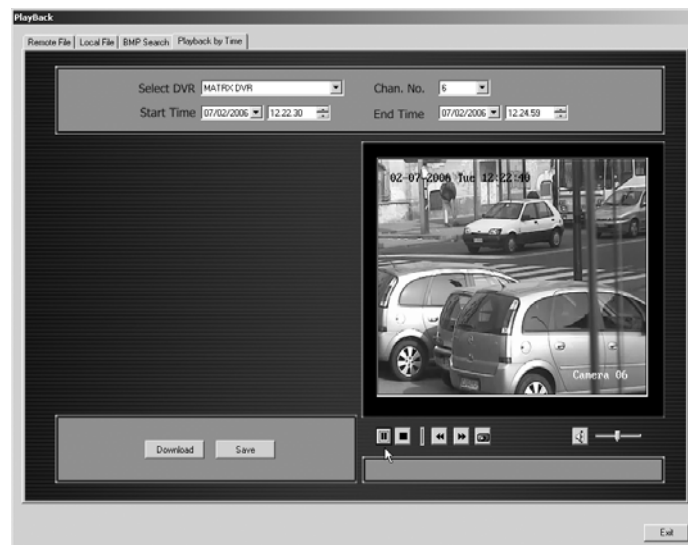 PlayBack
Remote File Local File BMP Search Playback by Time
Select DVR MATRIX DVR Chan. No. 6
Start Time 07/02/2006 12.22.30 End Time 07/02/2006 12.24.59
02-07-2006 Tue 12:22:40
Camera 06
Download Save
Exit